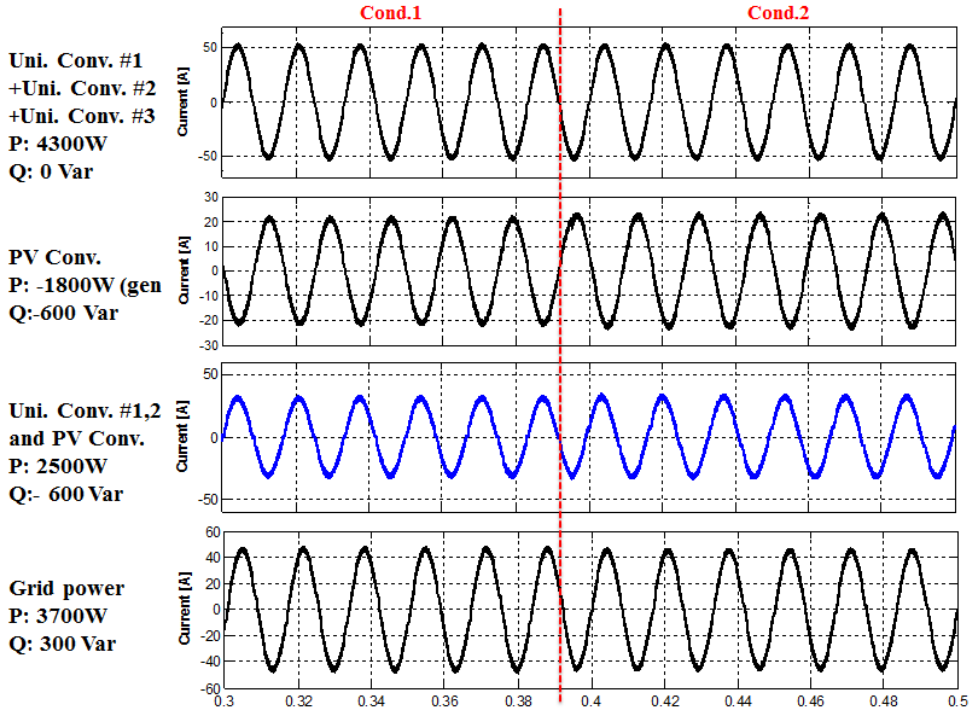 Cond.1 Cond.2
Uni. Conv. #1
+Uni. Conv. #2
+Uni. Conv. #3
P: 4300W
Q: 0 Var
Current [A]
50
0
-50
PV Conv.
P: -1800W (gen
Q:-600 Var
Current [A]
30
20
10
0
-10
-20
-30
Uni. Conv. #1,2
and PV Conv.
P: 2500W
Q:- 600 Var
Current [A]
50
0
-50
Grid power
P: 3700W
Q: 300 Var
Current [A]
60
40
20
0
-20
-40
-60
0.3 0.32 0.34 0.36 0.38 0.4 0.42 0.44 0.46 0.48 0.5